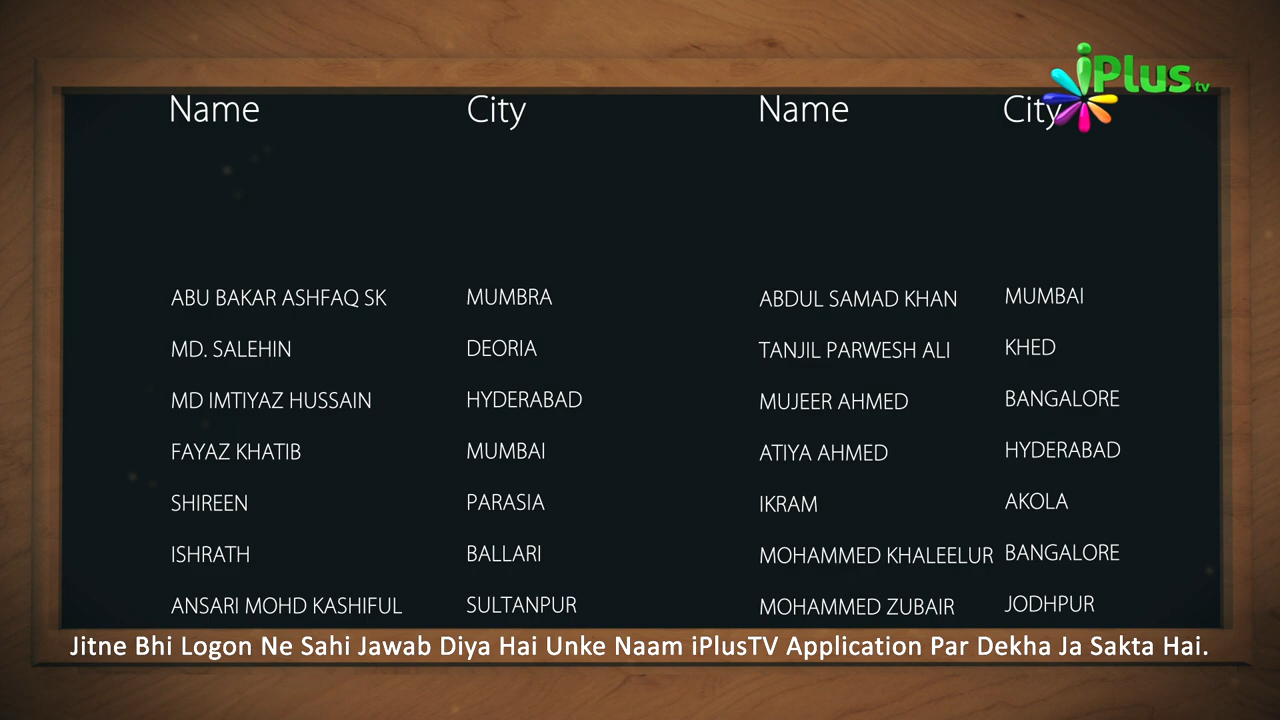 iPlus tv
Name City Name City
ABU BAKAR ASHFAQ SK MUMBRA ABDUL SAMAD KHAN MUMBAI
MD. SALEHIN DEORIA TANJIL PARWESH ALI KHED
MD IMTIYAZ HUSSAIN HYDERABAD MUJEER AHMED BANGALORE
FAYAZ KHATIB MUMBAI ATIYA AHMED HYDERABAD
SHIREEN PARASIA IKRAM AKOLA
ISHRATH BALLARI MOHAMMED KHALEELUR BANGALORE
ANSARI MOHD KASHIFUL SULTANPUR MOHAMMED ZUBAIR JODHPUR
Jitne Bhi Logon Ne Sahi Jawab Diya Hai Unke Naam iPlusTV Application Par Dekha Ja Sakta Hai.